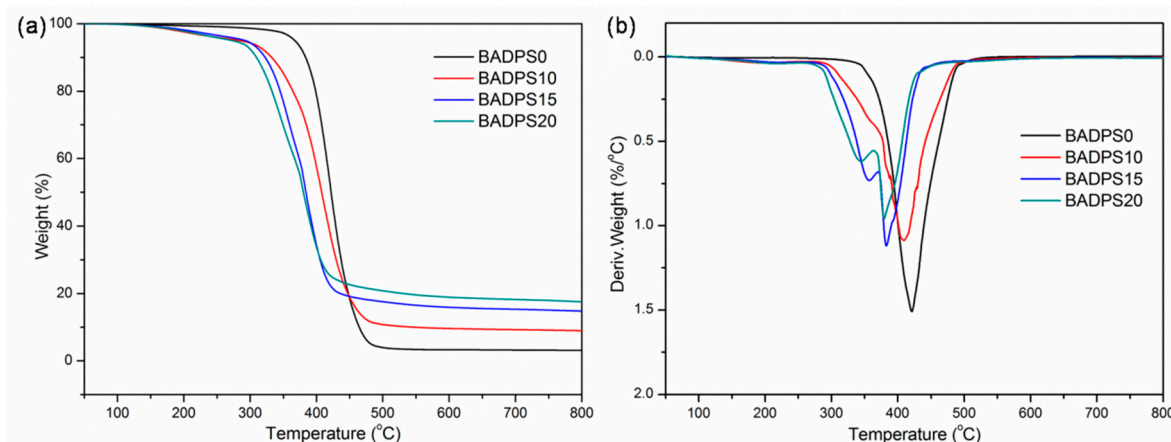 (a)
100
80
60
40
20
0
Weight (%)
BADPS0
BADPS10
BADPS15
BADPS20
100 200 300 400 500 600 700 800
Temperature (°C)
(b)
0.0
0.5
1.0
1.5
2.0
Deriv.Weight (%/°C)
BADPS0
BADPS10
BADPS15
BADPS20
100 200 300 400 500 600 700 800
Temperature (°C)